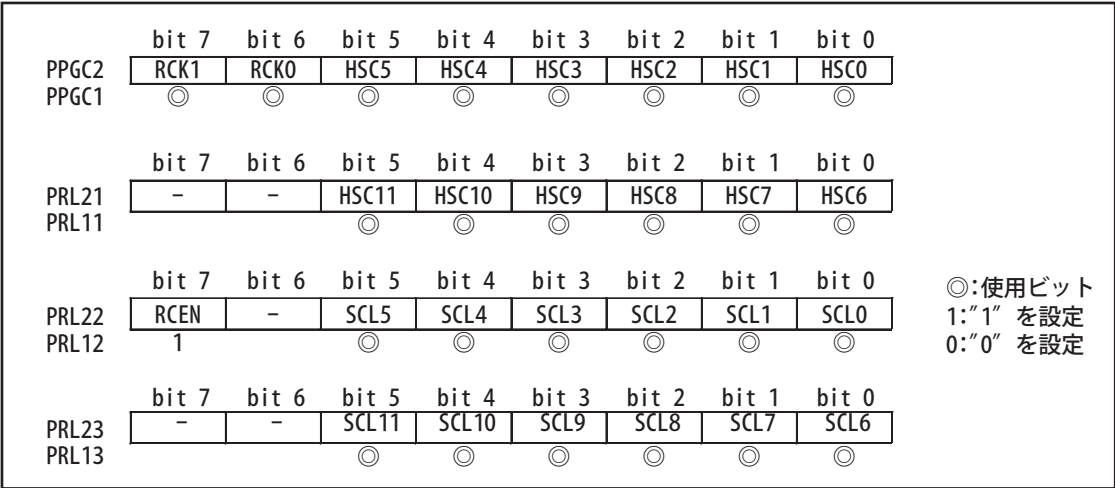 bit 7 bit 6 bit 5 bit 4 bit 3 bit 2 bit 1 bit 0
PPGC2 RCK1 RCK0 HSC5 HSC4 HSC3 HSC2 HSC1 HSC0
PPGC1 ◎ ◎ ◎ ◎ ◎ ◎ ◎ ◎
bit 7 bit 6 bit 5 bit 4 bit 3 bit 2 bit 1 bit 0
PRL21 － － HSC11 HSC10 HSC9 HSC8 HSC7 HSC6
PRL11 ◎ ◎ ◎ ◎ ◎ ◎
bit 7 bit 6 bit 5 bit 4 bit 3 bit 2 bit 1 bit 0
PRL22 RCEN － SCL5 SCL4 SCL3 SCL2 SCL1 SCL0
PRL12 1 ◎ ◎ ◎ ◎ ◎ ◎
◎:使用ビット
1:″1″ を設定
0:″0″ を設定
bit 7 bit 6 bit 5 bit 4 bit 3 bit 2 bit 1 bit 0
PRL23 － － SCL11 SCL10 SCL9 SCL8 SCL7 SCL6
PRL13 ◎ ◎ ◎ ◎ ◎ ◎